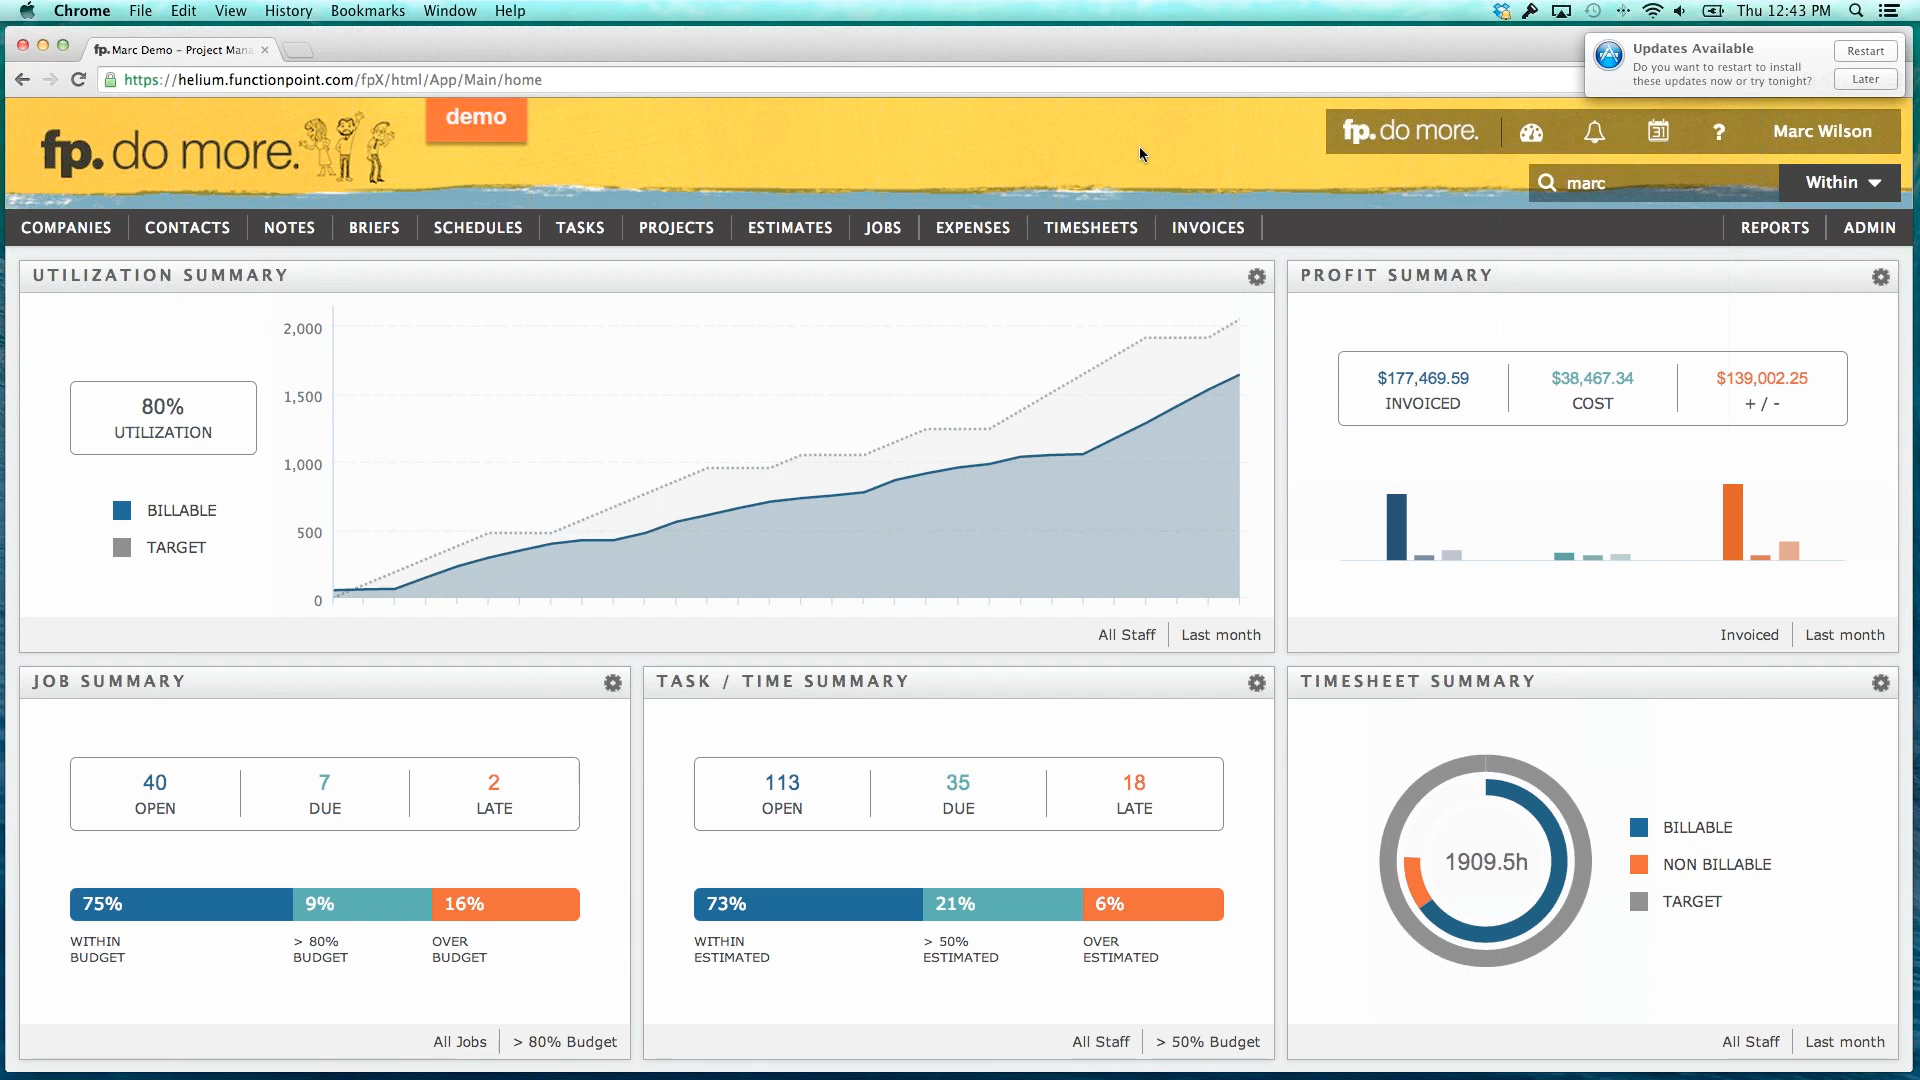 Chrome File Edit View History Bookmarks Window Help
Thu 12:43 PM
fp. Marc Demo – Project Mana
Updates Available
Do you want to restart to install
these updates now or try tonight?
Restart
Later
https://helium.functionpoint.com/fpX/html/App/Main/home
fp. do more.
demo
fp. do more.
31
?
Marc Wilson
marc
Within
COMPANIES CONTACTS NOTES BRIEFS SCHEDULES TASKS PROJECTS ESTIMATES JOBS EXPENSES TIMESHEETS INVOICES REPORTS ADMIN
UTILIZATION SUMMARY
80%
UTILIZATION
BILLABLE
TARGET
2,000
1,500
1,000
500
0
All Staff
Last month
PROFIT SUMMARY
$177,469.59 $38,467.34 $139,002.25
INVOICED COST + / -
Invoiced
Last month
JOB SUMMARY
40 7 2
OPEN DUE LATE
75% 9% 16%
WITHIN > 80% OVER
BUDGET BUDGET BUDGET
All Jobs
> 80% Budget
TASK / TIME SUMMARY
113 35 18
OPEN DUE LATE
73% 21% 6%
WITHIN > 50% OVER
ESTIMATED ESTIMATED ESTIMATED
All Staff
> 50% Budget
TIMESHEET SUMMARY
1909.5h
BILLABLE
NON BILLABLE
TARGET
All Staff
Last month